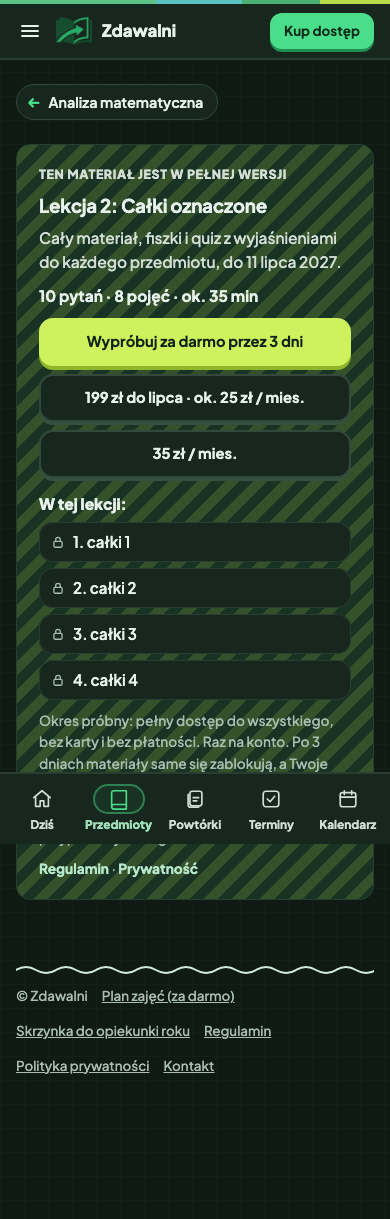 Zdawalni
Kup dostęp
← Analiza matematyczna
TEN MATERIAŁ JEST W PEŁNEJ WERSJI
Lekcja 2: Całki oznaczone
Cały materiał, fiszki i quiz z wyjaśnieniami
do każdego przedmiotu, do 11 lipca 2027.
10 pytań · 8 pojęć · ok. 35 min
Wypróbuj za darmo przez 3 dni
199 zł do lipca · ok. 25 zł / mies.
35 zł / mies.
W tej lekcji:
1. całki 1
2. całki 2
3. całki 3
4. całki 4
Okres próbny: pełny dostęp do wszystkiego,
bez karty i bez płatności. Raz na konto. Po 3
dniach materiały same się zablokują, a Twoje
Dziś
Przedmioty
Powtórki
Terminy
Kalendarz
Regulamin · Prywatność
© Zdawalni Plan zajęć (za darmo)
Skrzynka do opiekunki roku Regulamin
Polityka prywatności Kontakt